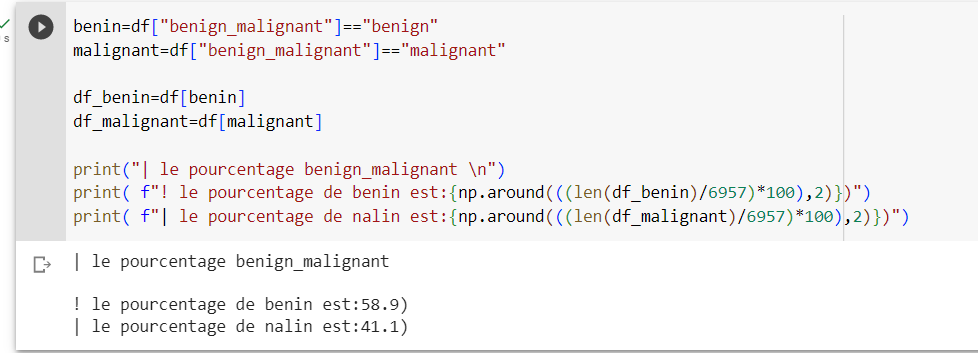 benin=df["benign_malignant"]=="benign"
malignant=df["benign_malignant"]=="malignant"
df_benin=df[benin]
df_malignant=df[malignant]
print("| le pourcentage benign_malignant \n")
print( f"! le pourcentage de benin est:{np.around(((len(df_benin)/6957)*100),2)})")
print( f"| le pourcentage de nalin est:{np.around(((len(df_malignant)/6957)*100),2)})")
s
| le pourcentage benign_malignant
! le pourcentage de benin est:58.9)
| le pourcentage de nalin est:41.1)